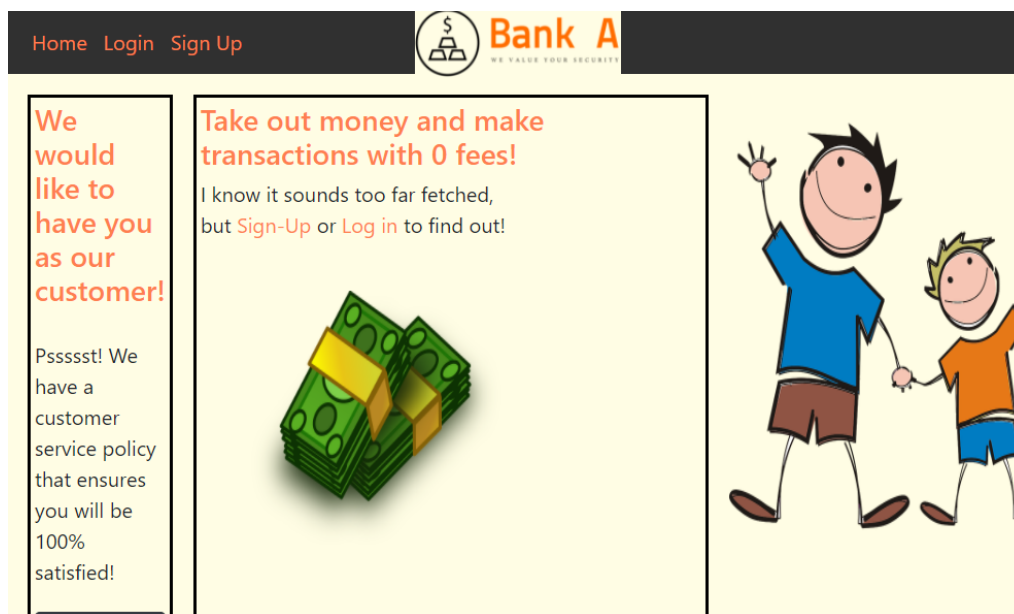 Home Login Sign Up
$
Bank A
WE VALUE YOUR SECURITY
We
would
like to
have you
as our
customer!
Pssssst! We
have a
customer
service policy
that ensures
you will be
100%
satisfied!
Take out money and make
transactions with 0 fees!
I know it sounds too far fetched,
but Sign-Up or Log in to find out!